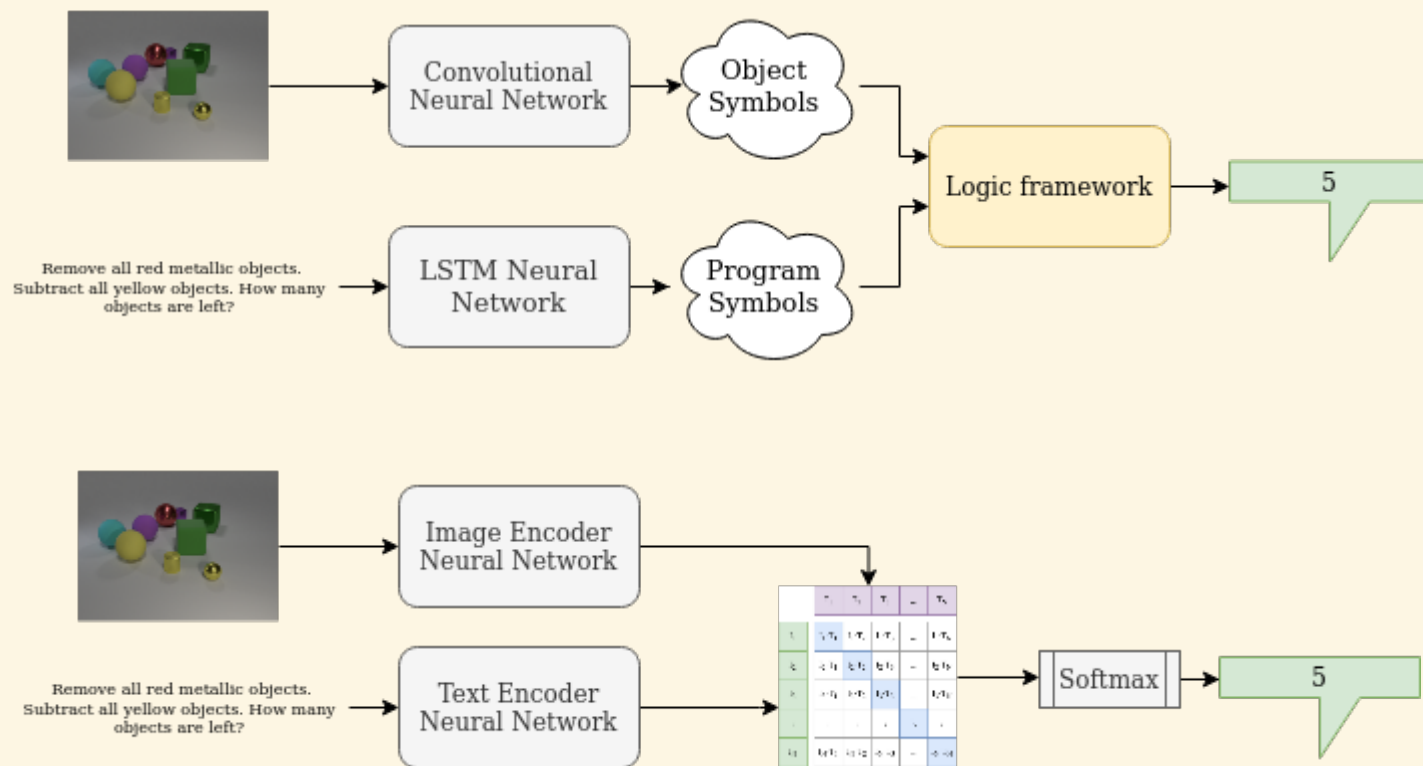 Convolutional
Neural Network
Object
Symbols
Logic framework
5
Remove all red metallic objects.
Subtract all yellow objects. How many
objects are left?
LSTM Neural
Network
Program
Symbols
Image Encoder
Neural Network
Remove all red metallic objects.
Subtract all yellow objects. How many
objects are left?
Text Encoder
Neural Network
Softmax
5